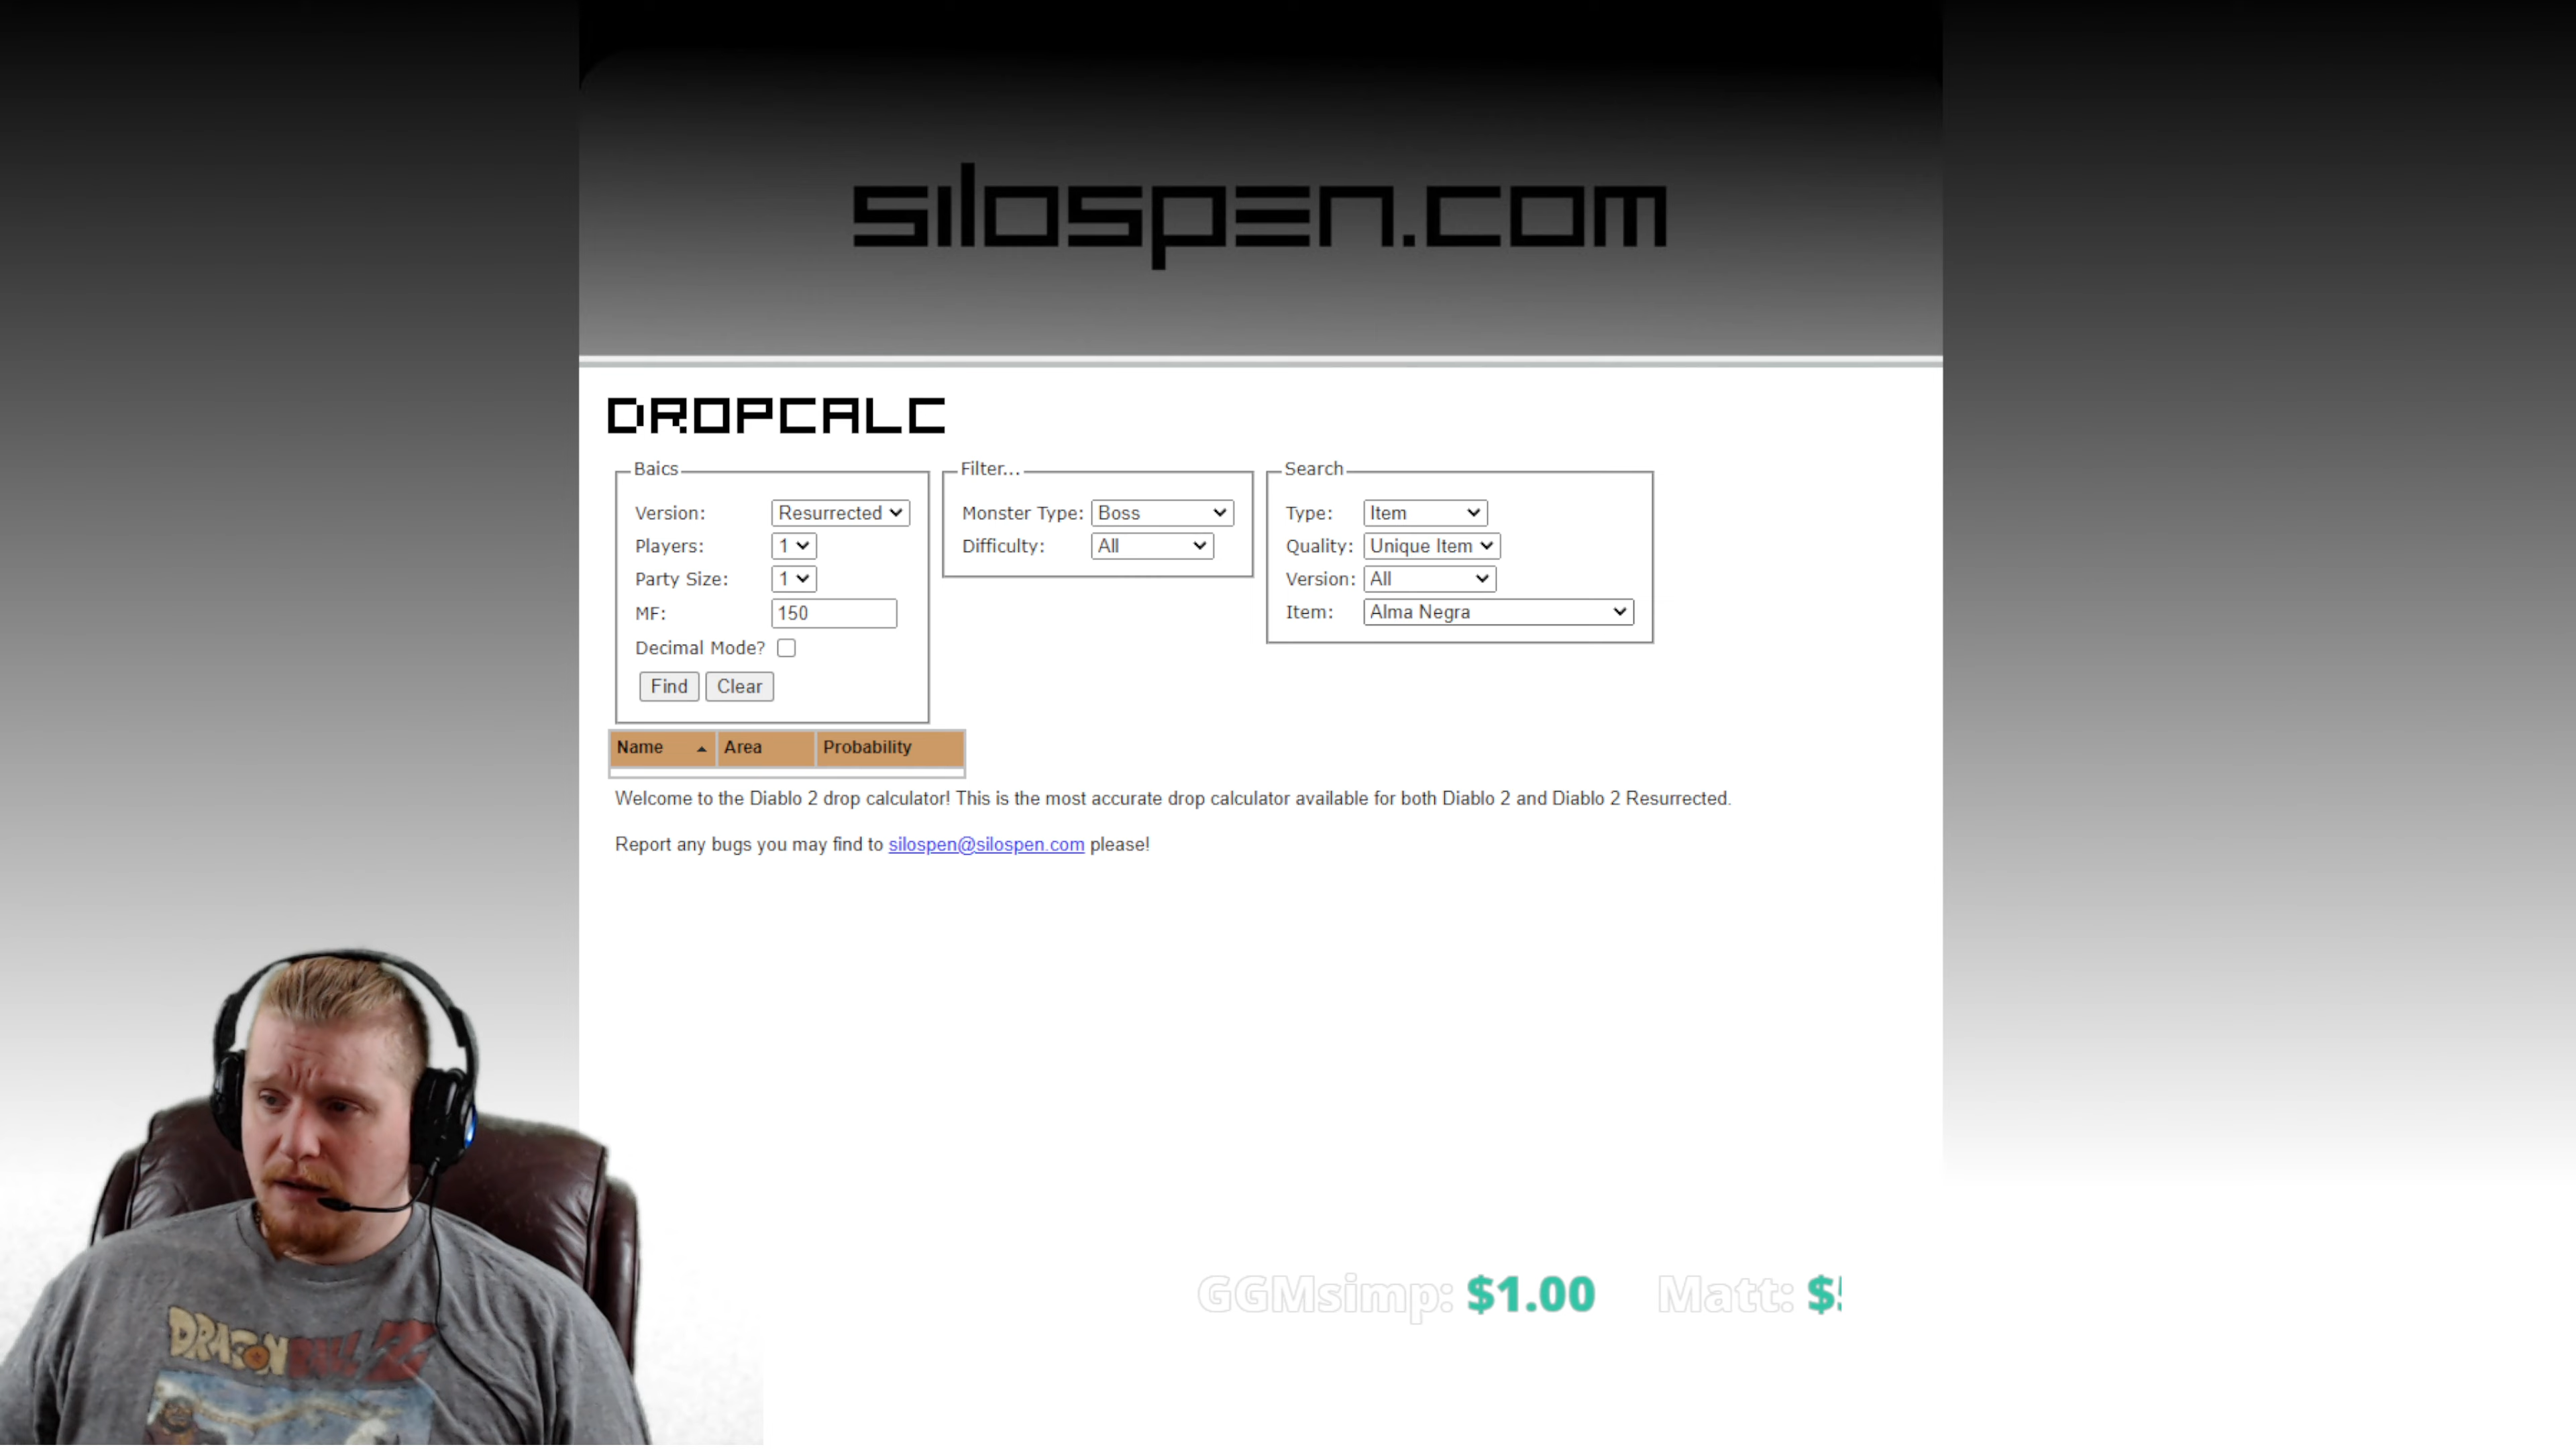 silospen.com
DROPCALC
Baics
Version: Resurrected
Players: 1
Party Size: 1
MF: 150
Decimal Mode?
Find Clear
Filter...
Monster Type: Boss
Difficulty: All
Search
Type: Item
Quality: Unique Item
Version: All
Item: Alma Negra
Name Area Probability
Welcome to the Diablo 2 drop calculator! This is the most accurate drop calculator available for both Diablo 2 and Diablo 2 Resurrected.
Report any bugs you may find to silospen@silospen.com please!
DRAGON BALL Z
GGMsimp: $1.00 Matt: $